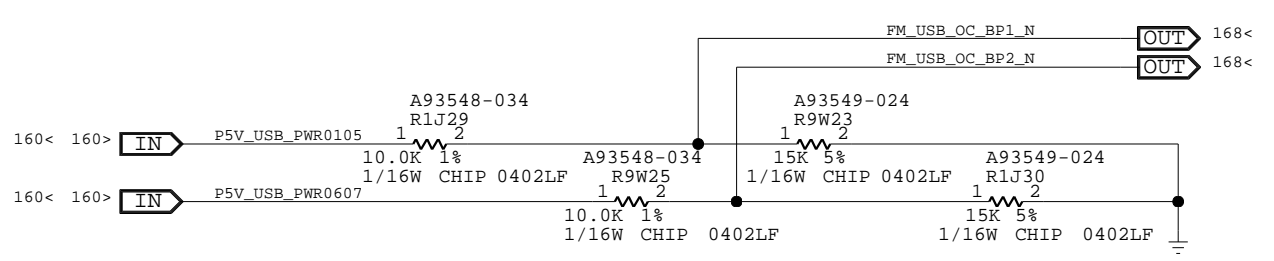 FM_USB_OC_BP1_N OUT 168<
FM_USB_OC_BP2_N OUT 168<
A93548-034 A93549-024
R1J29 R9W23
160< 160> IN P5V_USB_PWR0105 1 2 1 2
10.0K 1% A93548-034 15K 5% A93549-024
1/16W CHIP 0402LF R9W25 1/16W CHIP 0402LF R1J30
160< 160> IN P5V_USB_PWR0607 1 2 1 2
10.0K 1% 15K 5%
1/16W CHIP 0402LF 1/16W CHIP 0402LF